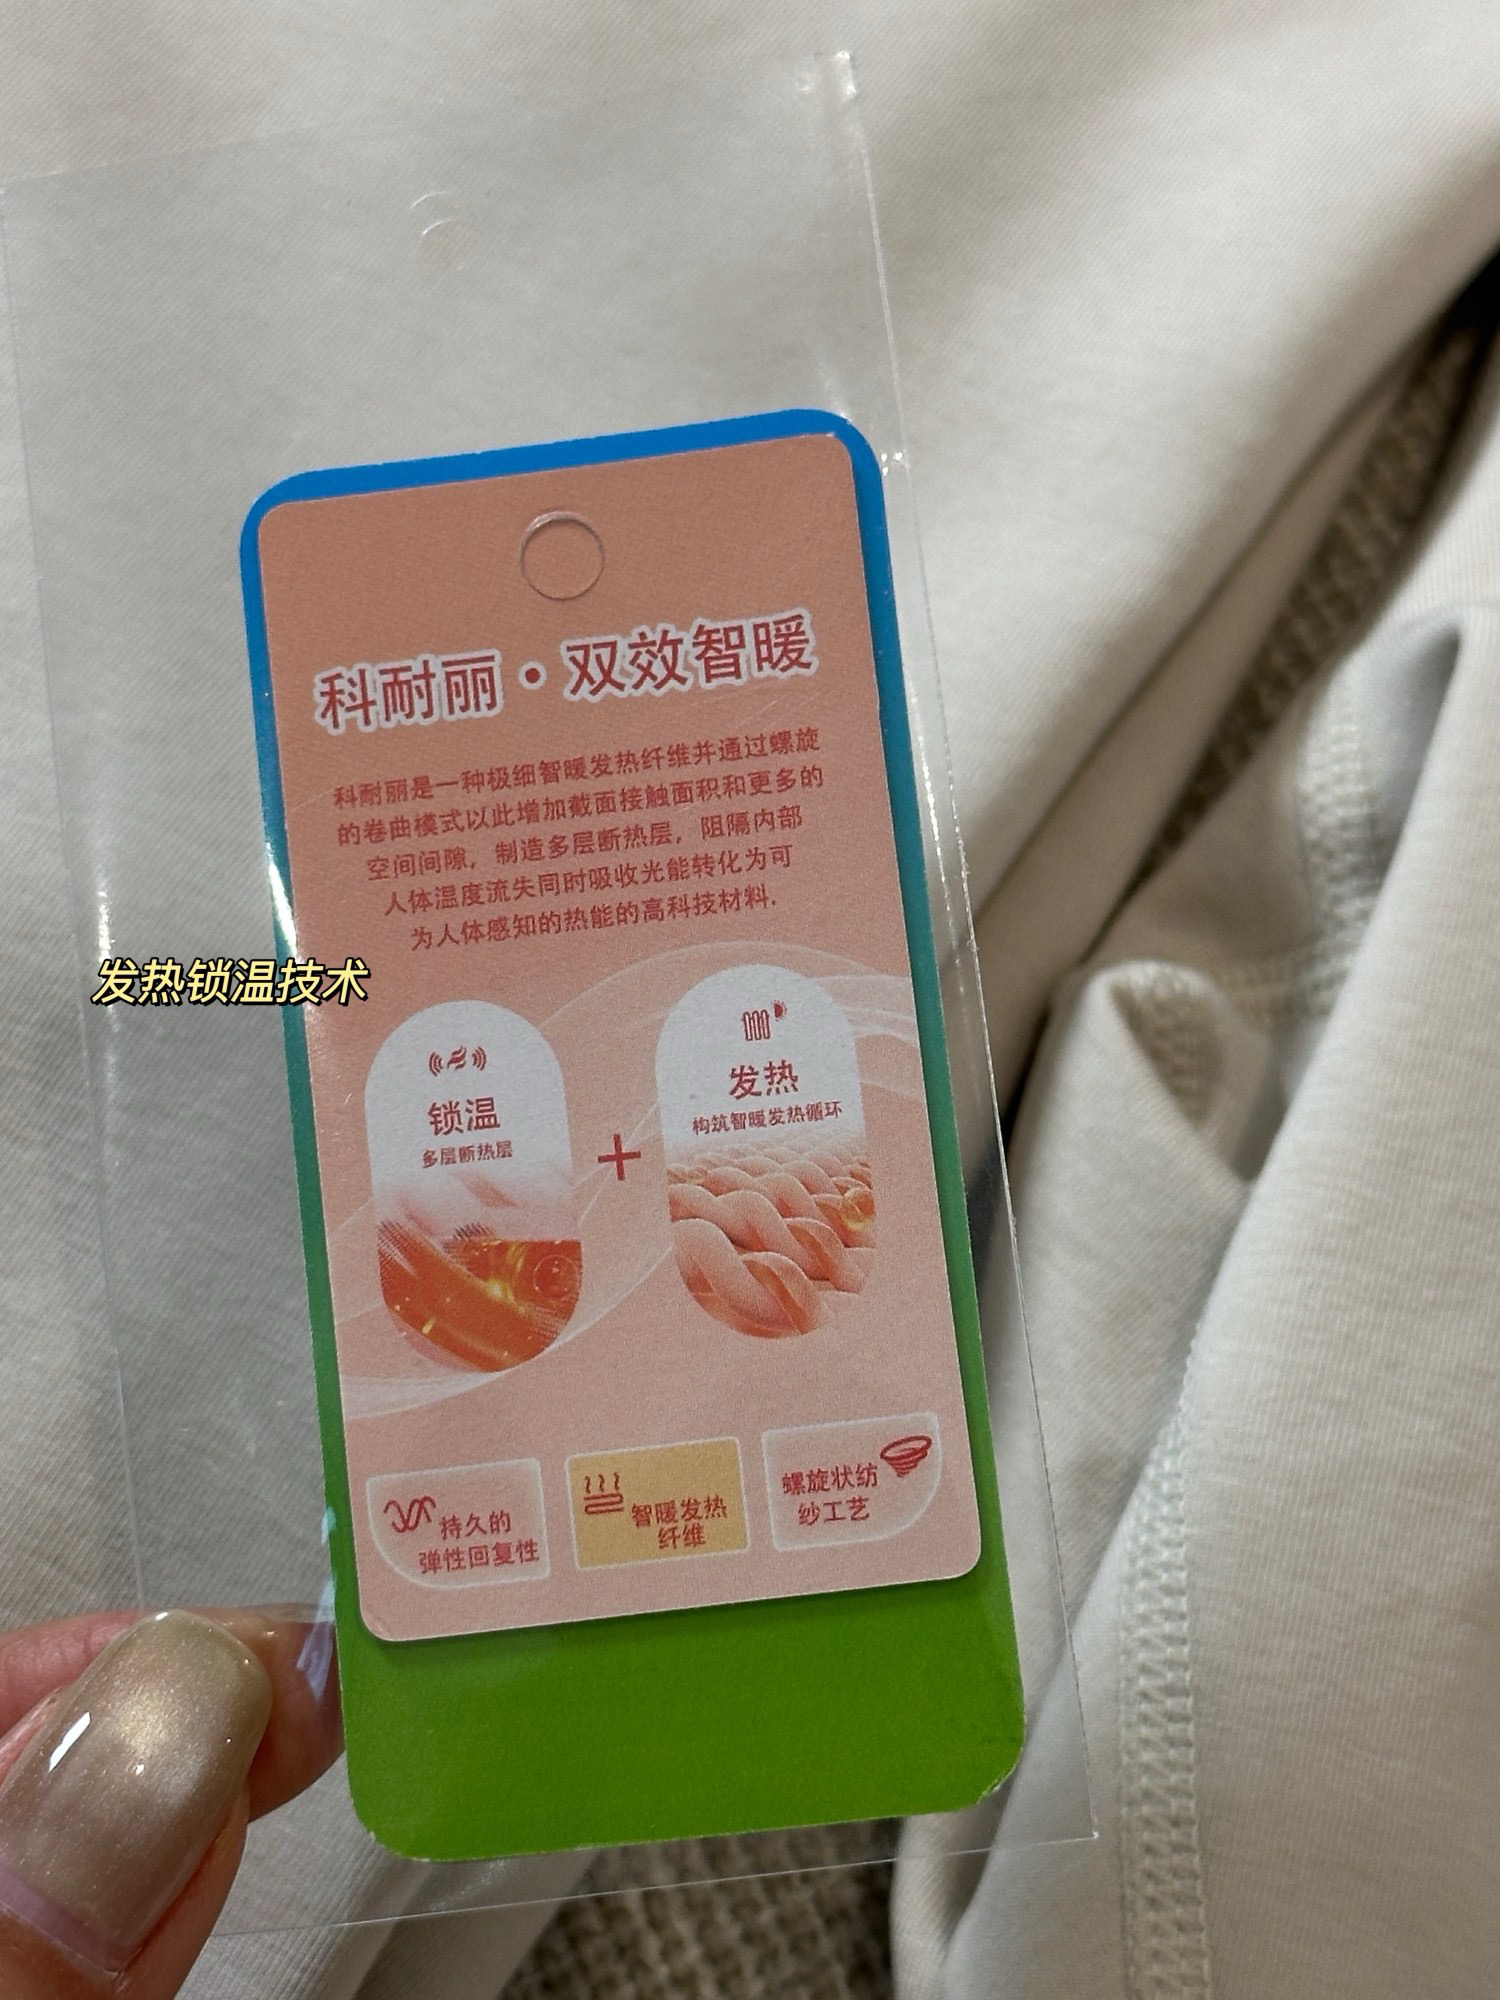 科耐丽·双效智暖
科耐丽是一种极细智暖发热纤维并通过螺旋
的卷曲模式以此增加截面接触面积和更多的
空间间隙，制造多层断热层，阻隔内部
人体温度流失同时吸收光能转化为可
为人体感知的热能的高科技材料.
发热锁温技术
锁温
多层断热层
+
发热
构筑智暖发热循环
持久的
弹性回复性
智暖发热
纤维
螺旋状纺
纱工艺